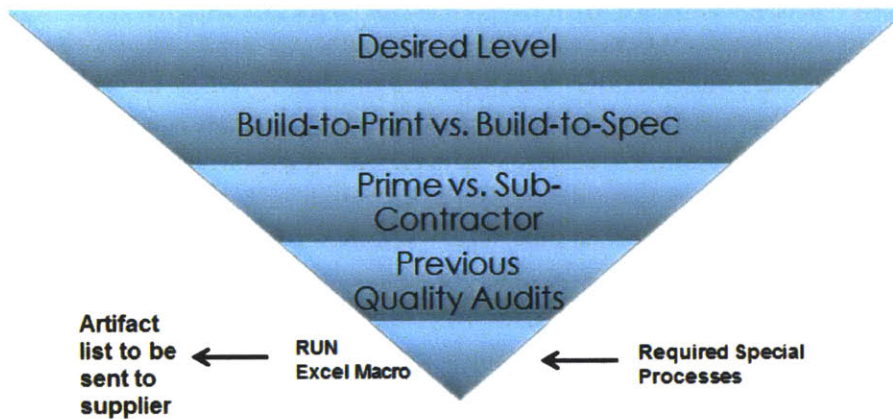 Desired Level
Build-to-Print vs. Build-to-Spec
Prime vs. Sub-
Contractor
Previous
Quality Audits
Artifact
list to be
sent to
supplier
RUN
Excel Macro
Required Special
Processes